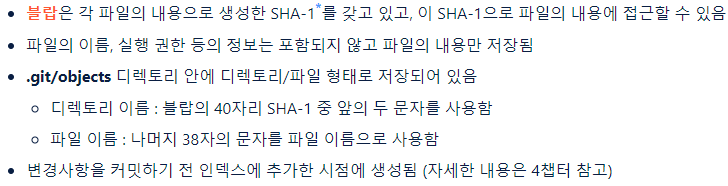 블랍은 각 파일의 내용으로 생성한 SHA-1*를 갖고 있고, 이 SHA-1으로 파일의 내용에 접근할 수 있음
파일의 이름, 실행 권한 등의 정보는 포함되지 않고 파일의 내용만 저장됨
.git/objects 디렉토리 안에 디렉토리/파일 형태로 저장되어 있음
디렉토리 이름 : 블랍의 40자리 SHA-1 중 앞의 두 문자를 사용함
파일 이름 : 나머지 38자의 문자를 파일 이름으로 사용함
변경사항을 커밋하기 전 인덱스에 추가한 시점에 생성됨 (자세한 내용은 4챕터 참고)